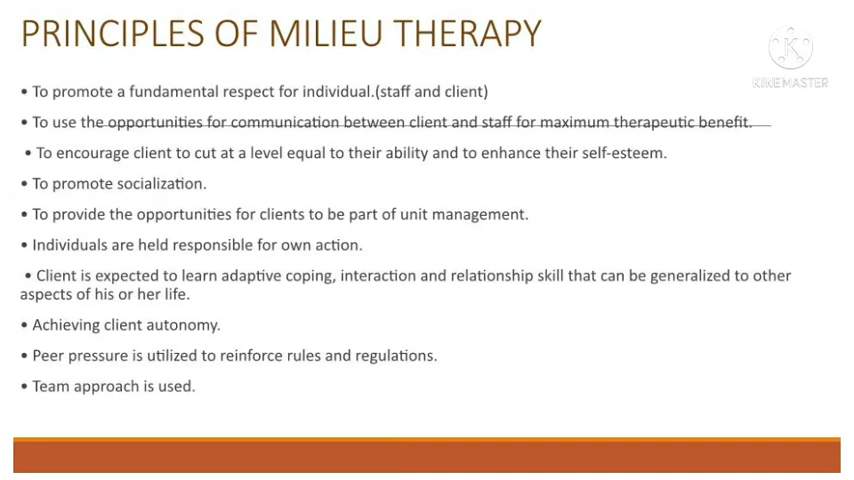 PRINCIPLES OF MILIEU THERAPY
KINEMASTER
• To promote a fundamental respect for individual.(staff and client)
• To use the opportunities for communication between client and staff for maximum therapeutic benefit.
• To encourage client to cut at a level equal to their ability and to enhance their self-esteem.
• To promote socialization.
• To provide the opportunities for clients to be part of unit management.
• Individuals are held responsible for own action.
• Client is expected to learn adaptive coping, interaction and relationship skill that can be generalized to other
aspects of his or her life.
• Achieving client autonomy.
• Peer pressure is utilized to reinforce rules and regulations.
• Team approach is used.